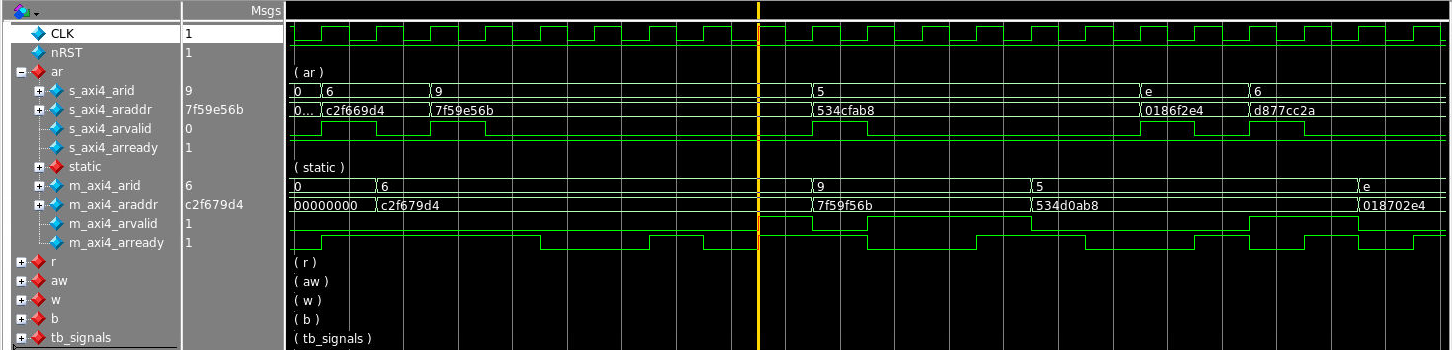 Msgs
CLK 1
nRST 1
ar ( ar )
s_axi4_arid 9 0 6 9 5 e 6
s_axi4_araddr 7f59e56b 0... c2f669d4 7f59e56b 534cfab8 0186f2e4 d877cc2a
s_axi4_arvalid 0
s_axi4_arready 1
static ( static )
m_axi4_arid 6 0 6 9 5 e
m_axi4_araddr c2f679d4 00000000 c2f679d4 7f59f56b 534d0ab8 018702e4
m_axi4_arvalid 1
m_axi4_arready 1
r ( r )
aw ( aw )
w ( w )
b ( b )
tb_signals ( tb_signals )